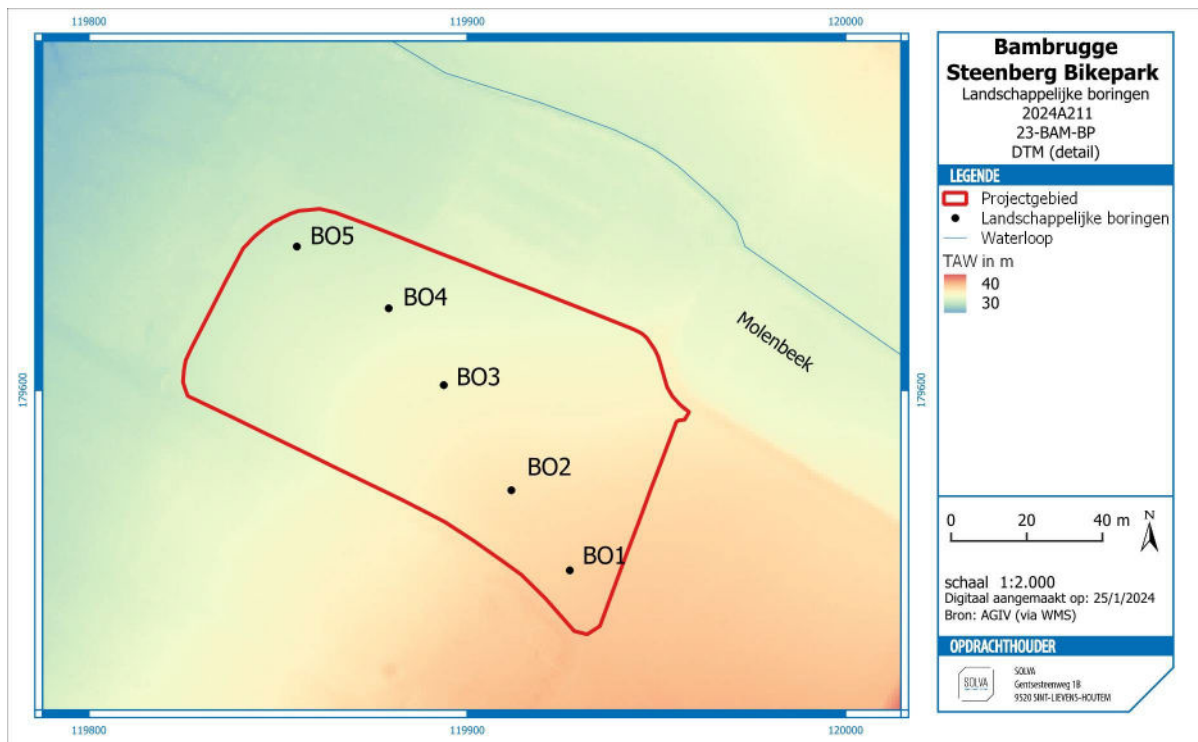 119800
119900
120000
179600
179600
BO5
BO4
BO3
BO2
BO1
Molenbeek
119800
119900
120000
Bambrugge
Steenberg Bikepark
Landschappelijke boringen
2024A211
23-BAM-BP
DTM (detail)
LEGENDE
Projectgebied
Landschappelijke boringen
Waterloop
TAW in m
40
30
0 20 40 m
N
schaal 1:2.000
Digitaal aangemaakt op: 25/1/2024
Bron: AGIV (via WMS)
OPDRACHTHOUDER
SOLVA
SOLVA
Gentsesteenweg 1B
9520 SINT-LIEVENS-HOUTEM